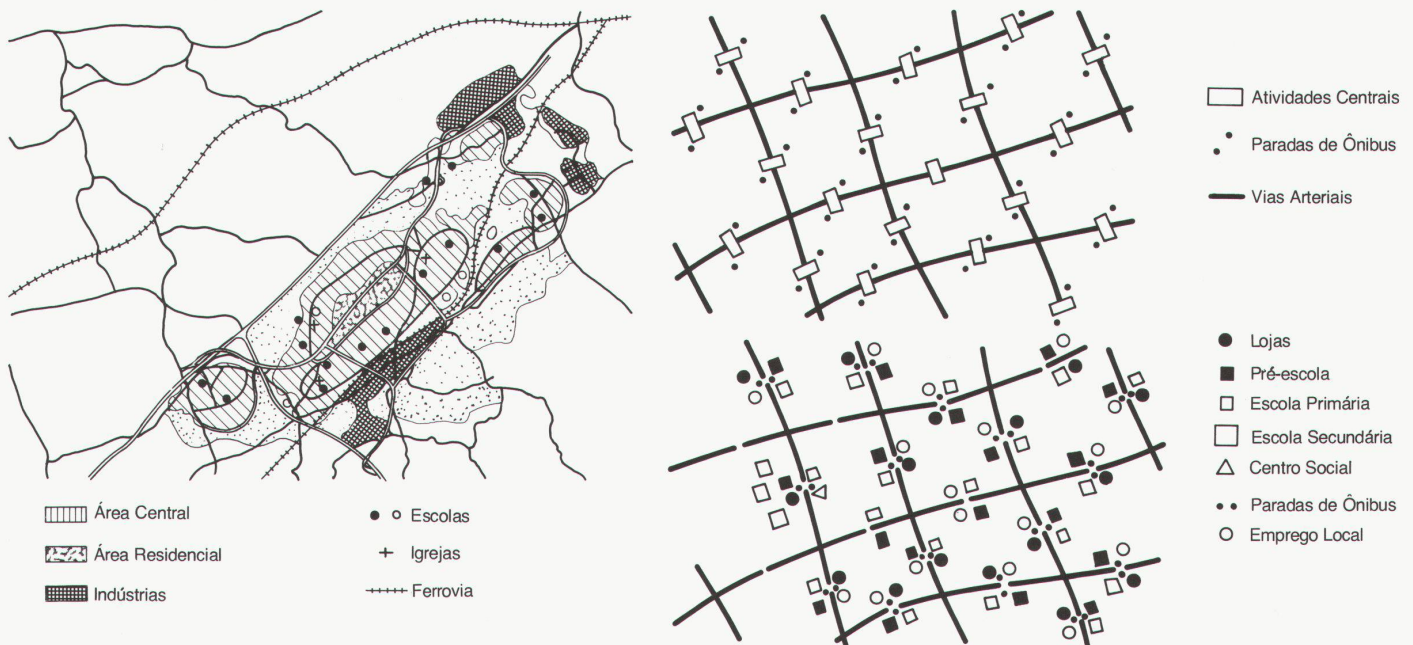 Área Central
Área Residencial
Indústrias
Escolas
Igrejas
Ferrovia
Atividades Centrais
Paradas de Ônibus
Vias Arteriais
Lojas
Pré-escola
Escola Primária
Escola Secundária
Centro Social
Paradas de Ônibus
Emprego Local